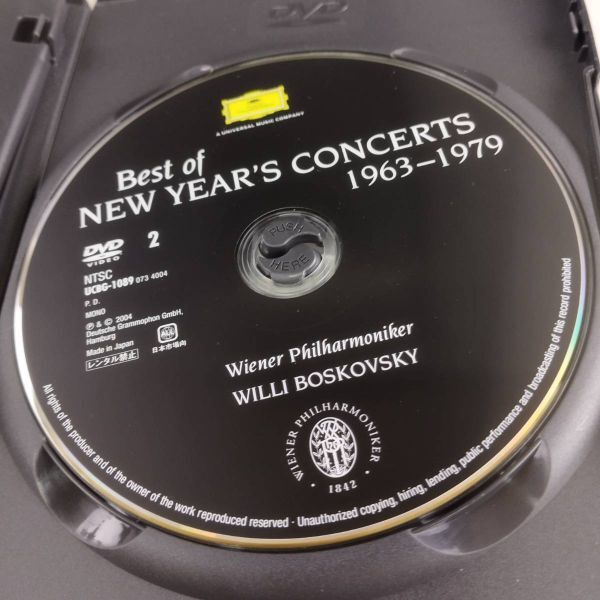 DVD
A UNIVERSAL MUSIC COMPANY
Best of
NEW YEAR'S CONCERTS
1963–1979
DVD 2
VIDEO
NTSC
UCBG-1089 073 4004
P. D.
MONO
℗ & © 2004
Deutsche Grammophon GmbH,
Hamburg
Made in Japan
レンタル禁止
ALL
日本市場向
PUSH
HERE
Wiener Philharmoniker
WILLI BOSKOVSKY
WIENER PHILHARMONIKER
· 1842 ·
All rights of the producer and of the owner of the work reproduced reserved · Unauthorized copying, hiring, lending, public performance and broadcasting of this record prohibited